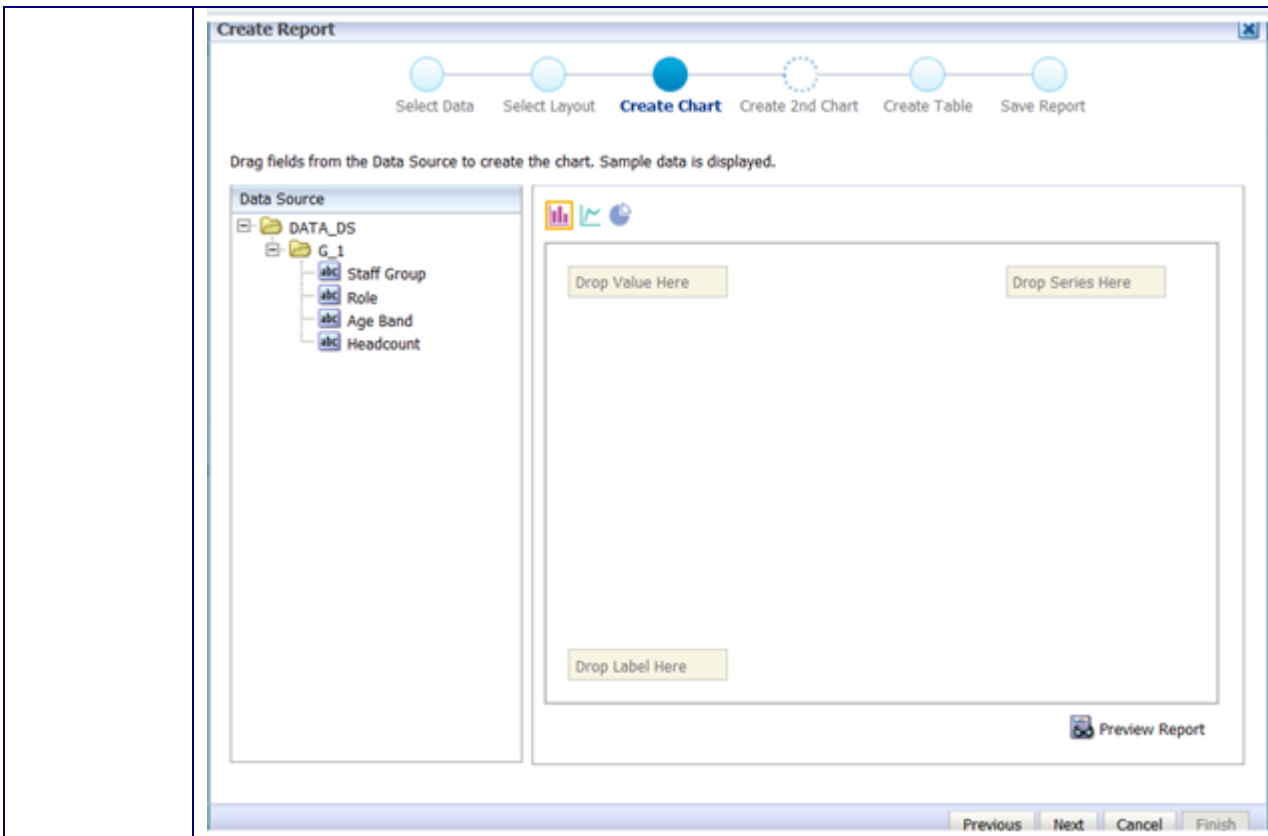 Create Report
Select Data Select Layout Create Chart Create 2nd Chart Create Table Save Report
Drag fields from the Data Source to create the chart. Sample data is displayed.
Data Source
DATA_DS
G_1
abc Staff Group
abc Role
abc Age Band
abc Headcount
Drop Value Here Drop Series Here
Drop Label Here
Preview Report
Previous Next Cancel Finish